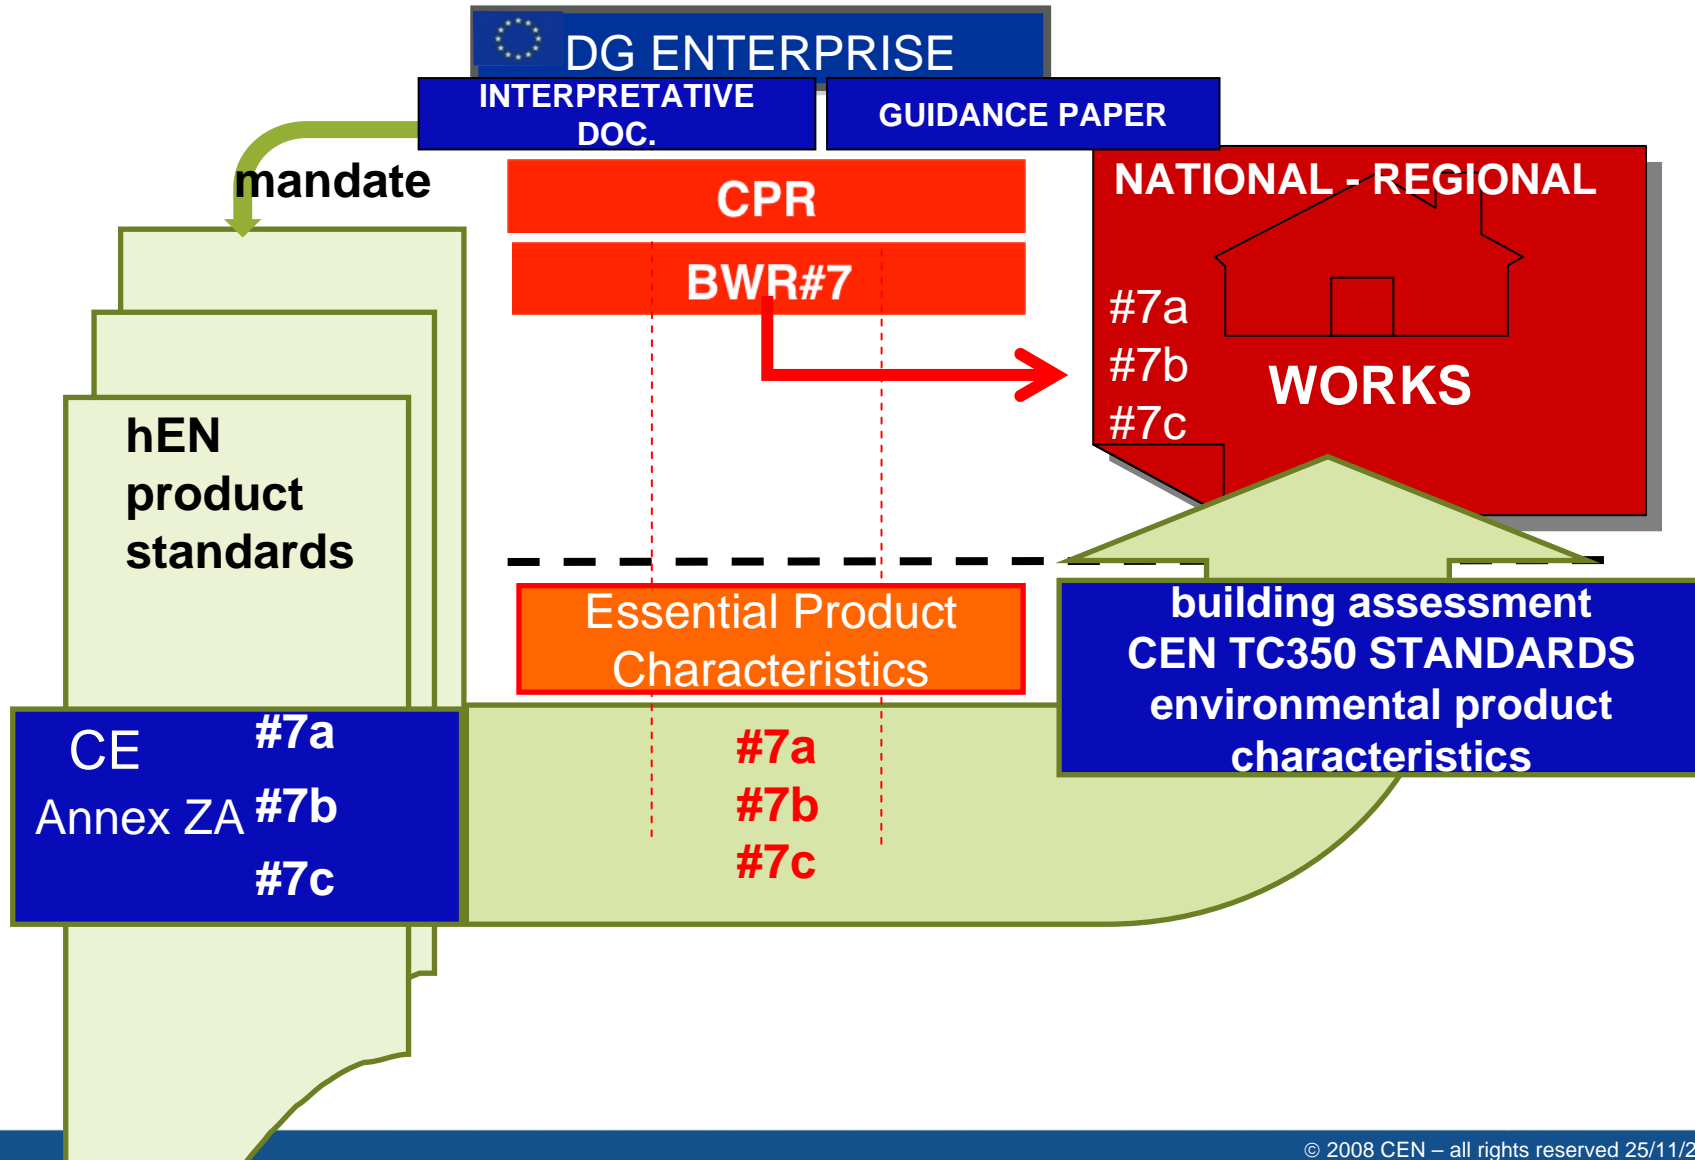 DG ENTERPRISE
INTERPRETATIVE
DOC.
GUIDANCE PAPER
mandate
CPR
BWR#7
NATIONAL - REGIONAL
#7a
#7b
#7c
WORKS
hEN
product
standards
Essential Product
Characteristics
building assessment
CEN TC350 STANDARDS
environmental product
characteristics
CE
Annex ZA
#7a
#7b
#7c
#7a
#7b
#7c
© 2008 CEN – all rights reserved 25/11/2